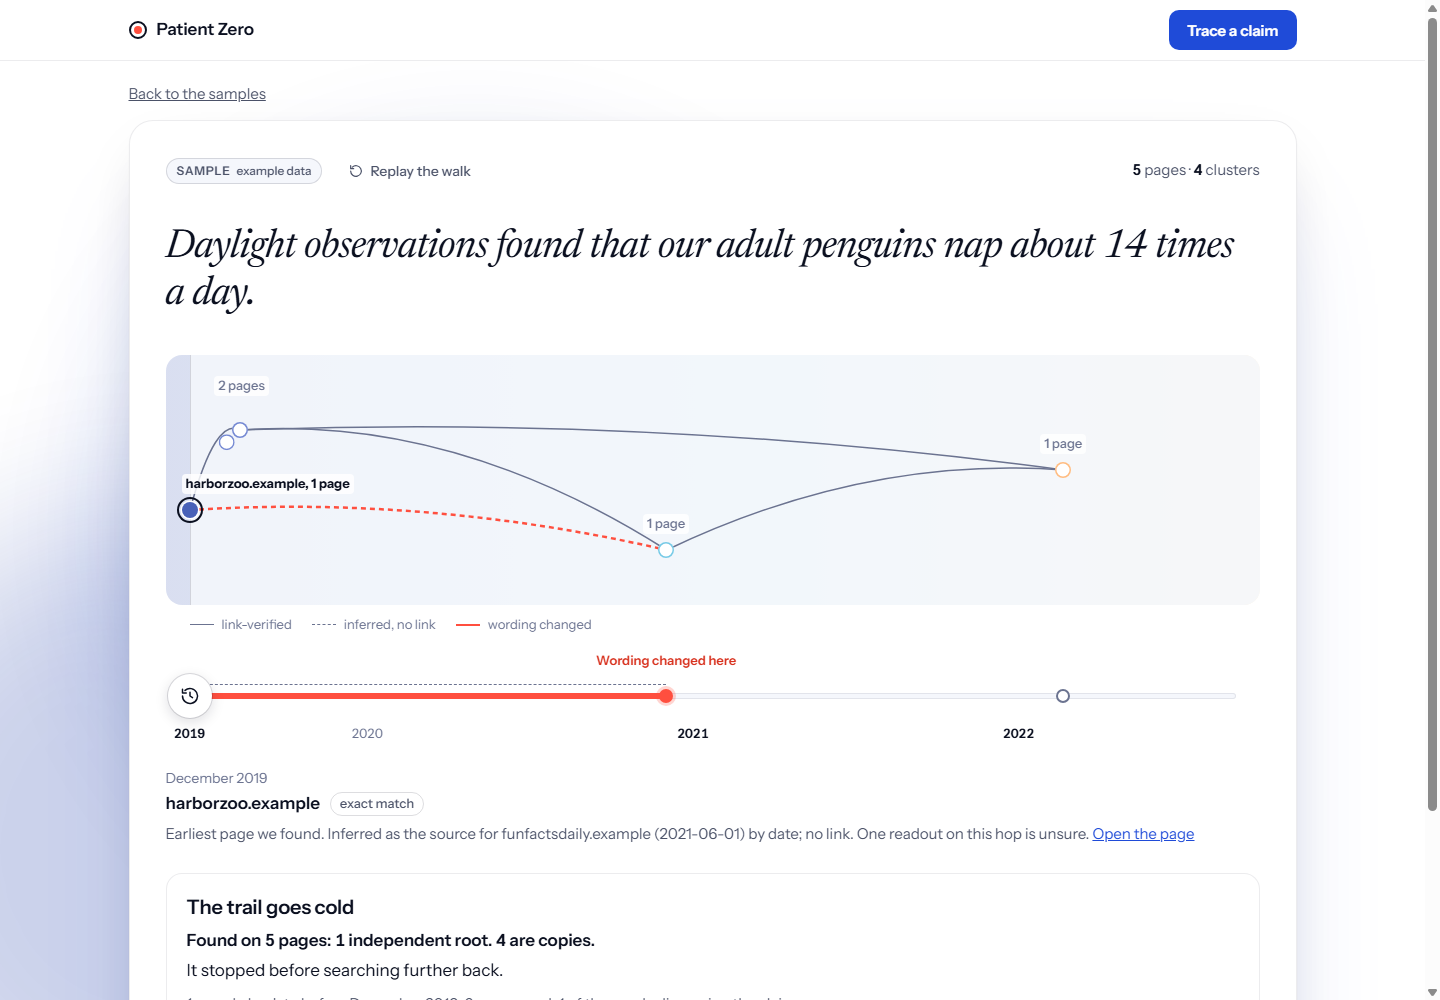 Patient Zero
Trace a claim
Back to the samples
SAMPLE example data
Replay the walk
5 pages · 4 clusters
Daylight observations found that our adult penguins nap about 14 times
a day.
2 pages
1 page
harborzoo.example, 1 page
1 page
link-verified
inferred, no link
wording changed
Wording changed here
2019
2020
2021
2022
December 2019
harborzoo.example
exact match
Earliest page we found. Inferred as the source for funfactsdaily.example (2021-06-01) by date; no link. One readout on this hop is unsure. Open the page
The trail goes cold
Found on 5 pages: 1 independent root. 4 are copies.
It stopped before searching further back.